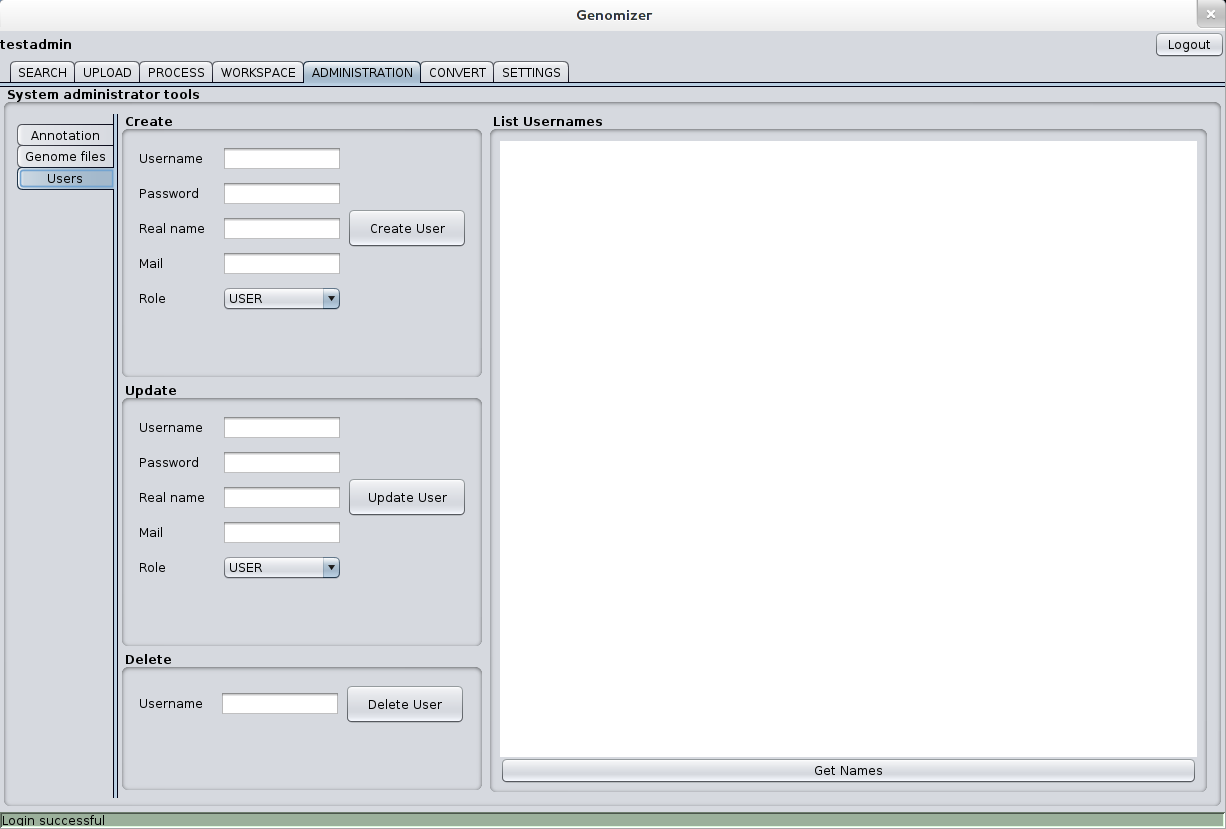 Genomizer
testadmin
Logout
SEARCH UPLOAD PROCESS WORKSPACE ADMINISTRATION CONVERT SETTINGS
System administrator tools
Annotation
Genome files
Users
Create
Username
Password
Real name
Create User
Mail
Role
USER
Update
Username
Password
Real name
Update User
Mail
Role
USER
Delete
Username
Delete User
List Usernames
Get Names
Login successful